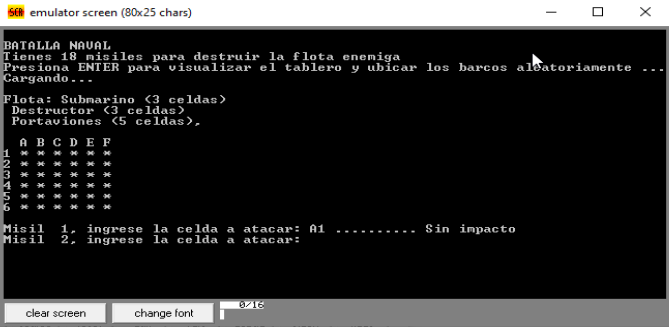 SCR emulator screen (80x25 chars)
BATALLA NAVAL
Tienes 18 misiles para destruir la flota enemiga
Presiona ENTER para visualizar el tablero y ubicar los barcos aleatoriamente ...
Cargando...
Flota: Submarino (3 celdas)
Destructor (3 celdas)
Portaviones (5 celdas),
A B C D E F
1 * * * * * *
2 * * * * * *
3 * * * * * *
4 * * * * * *
5 * * * * * *
6 * * * * * *
Misil 1, ingrese la celda a atacar: A1 .......... Sin impacto
Misil 2, ingrese la celda a atacar:
clear screen change font 0/16